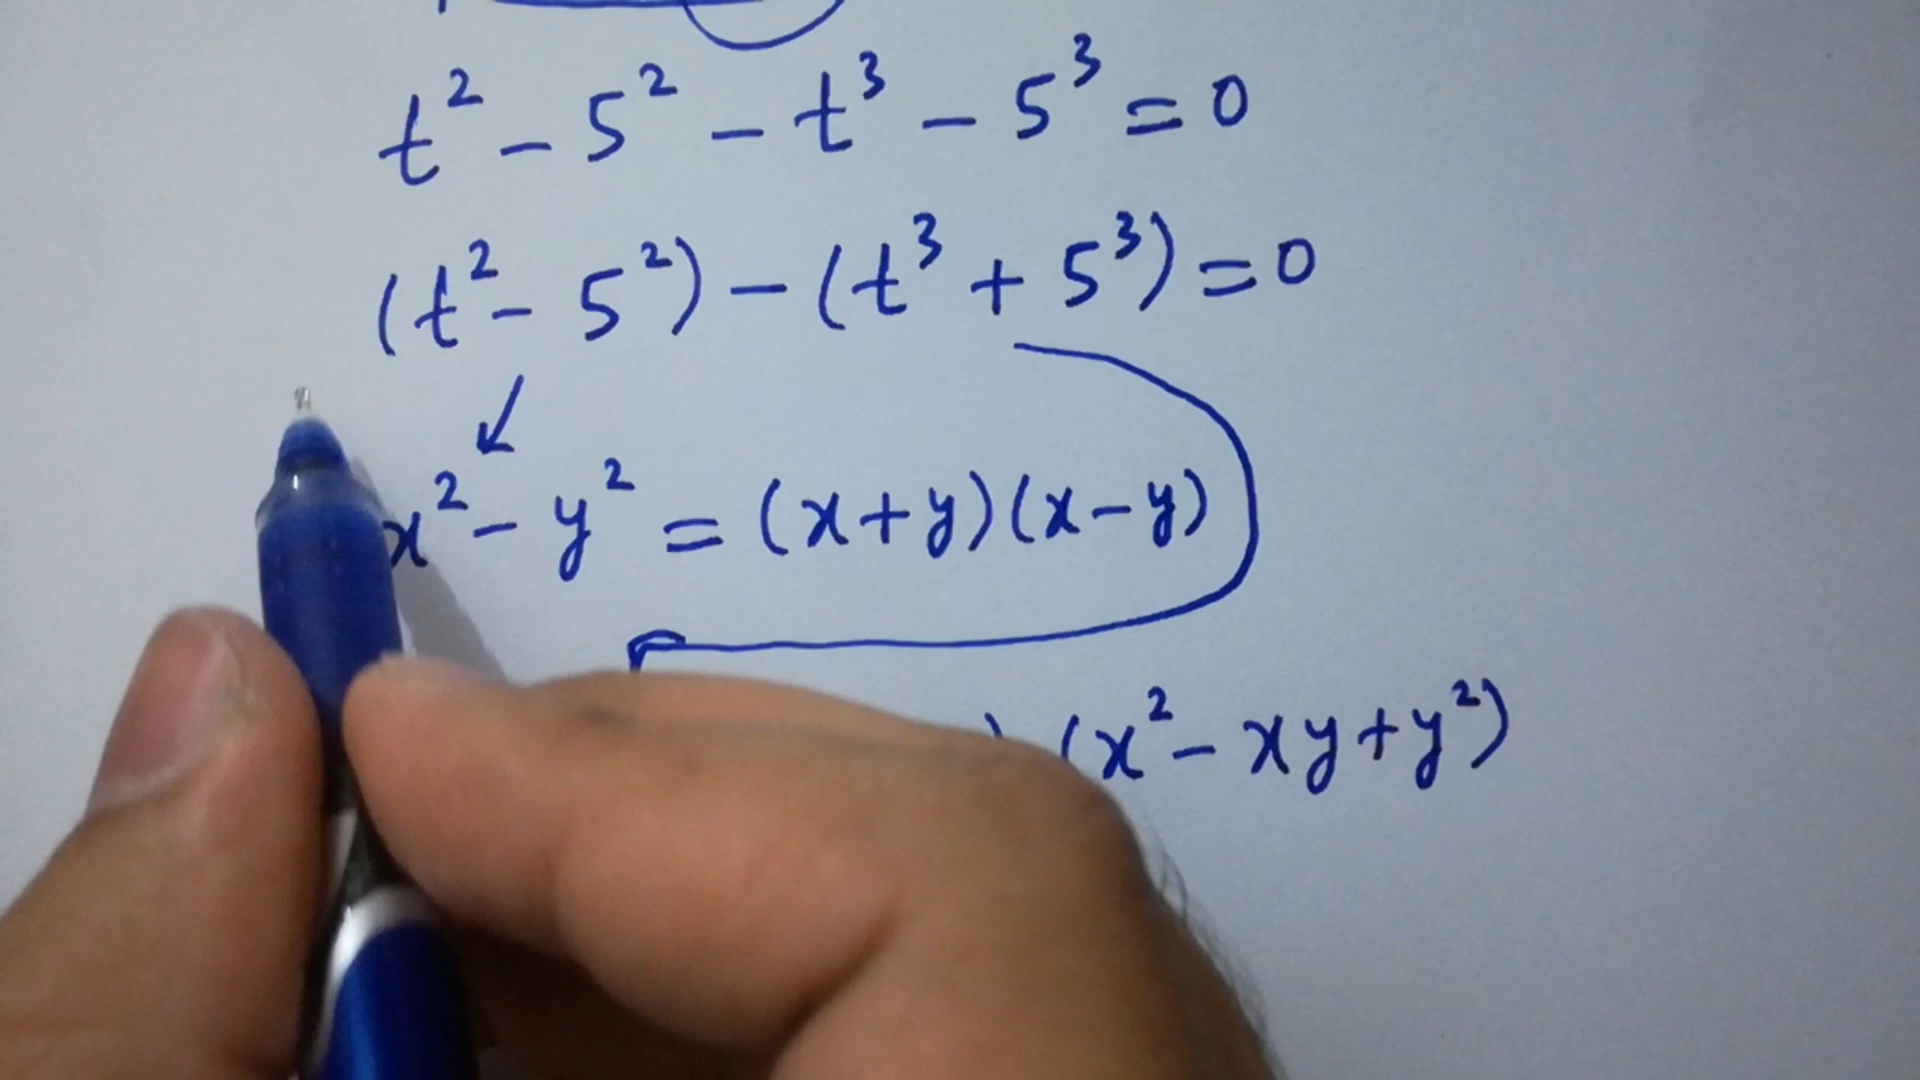 t² - 5² - t³ - 5³ = 0
(t² - 5²) - (t³ + 5³) = 0
x² - y² = (x+y)(x-y)
) (x² - xy + y²)